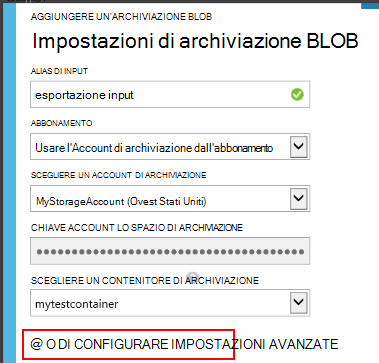 AGGIUNGERE UN'ARCHIVIAZIONE BLOB
Impostazioni di archiviazione BLOB
ALIAS DI INPUT
esportazione input
ABBONAMENTO
Usare l'Account di archiviazione dall'abbonamento
SCEGLIERE UN ACCOUNT DI ARCHIVIAZIONE
MyStorageAccount (Ovest Stati Uniti)
CHIAVE ACCOUNT LO SPAZIO DI ARCHIVIAZIONE
SCEGLIERE UN CONTENITORE DI ARCHIVIAZIONE
mytestcontainer
@ O DI CONFIGURARE IMPOSTAZIONI AVANZATE